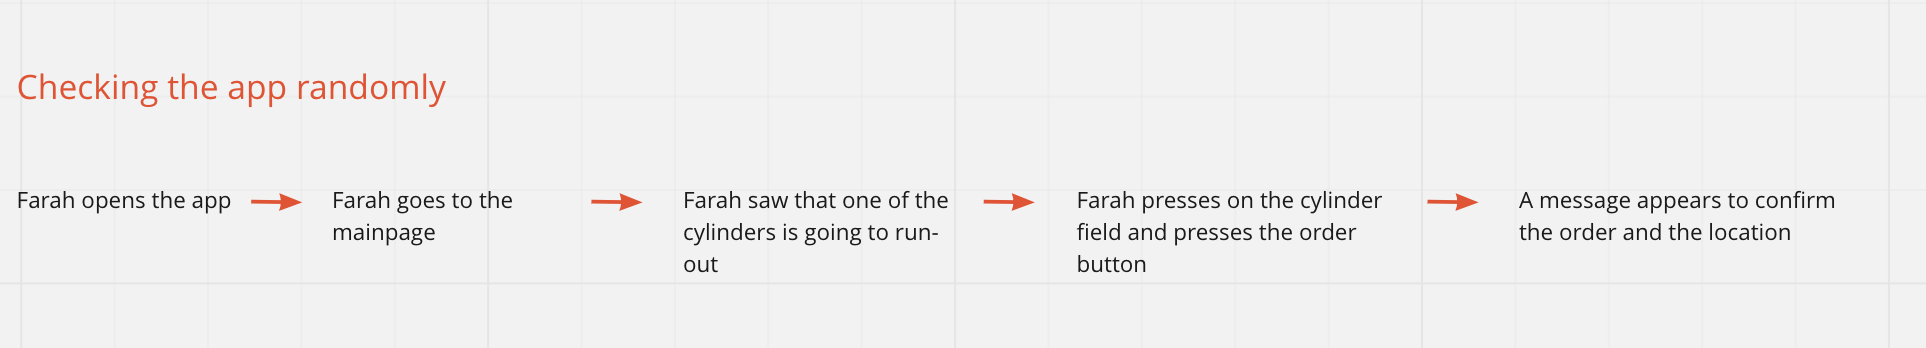 Checking the app randomly
Farah opens the app
Farah goes to the
mainpage
Farah saw that one of the
cylinders is going to run-
out
Farah presses on the cylinder
field and presses the order
button
A message appears to confirm
the order and the location